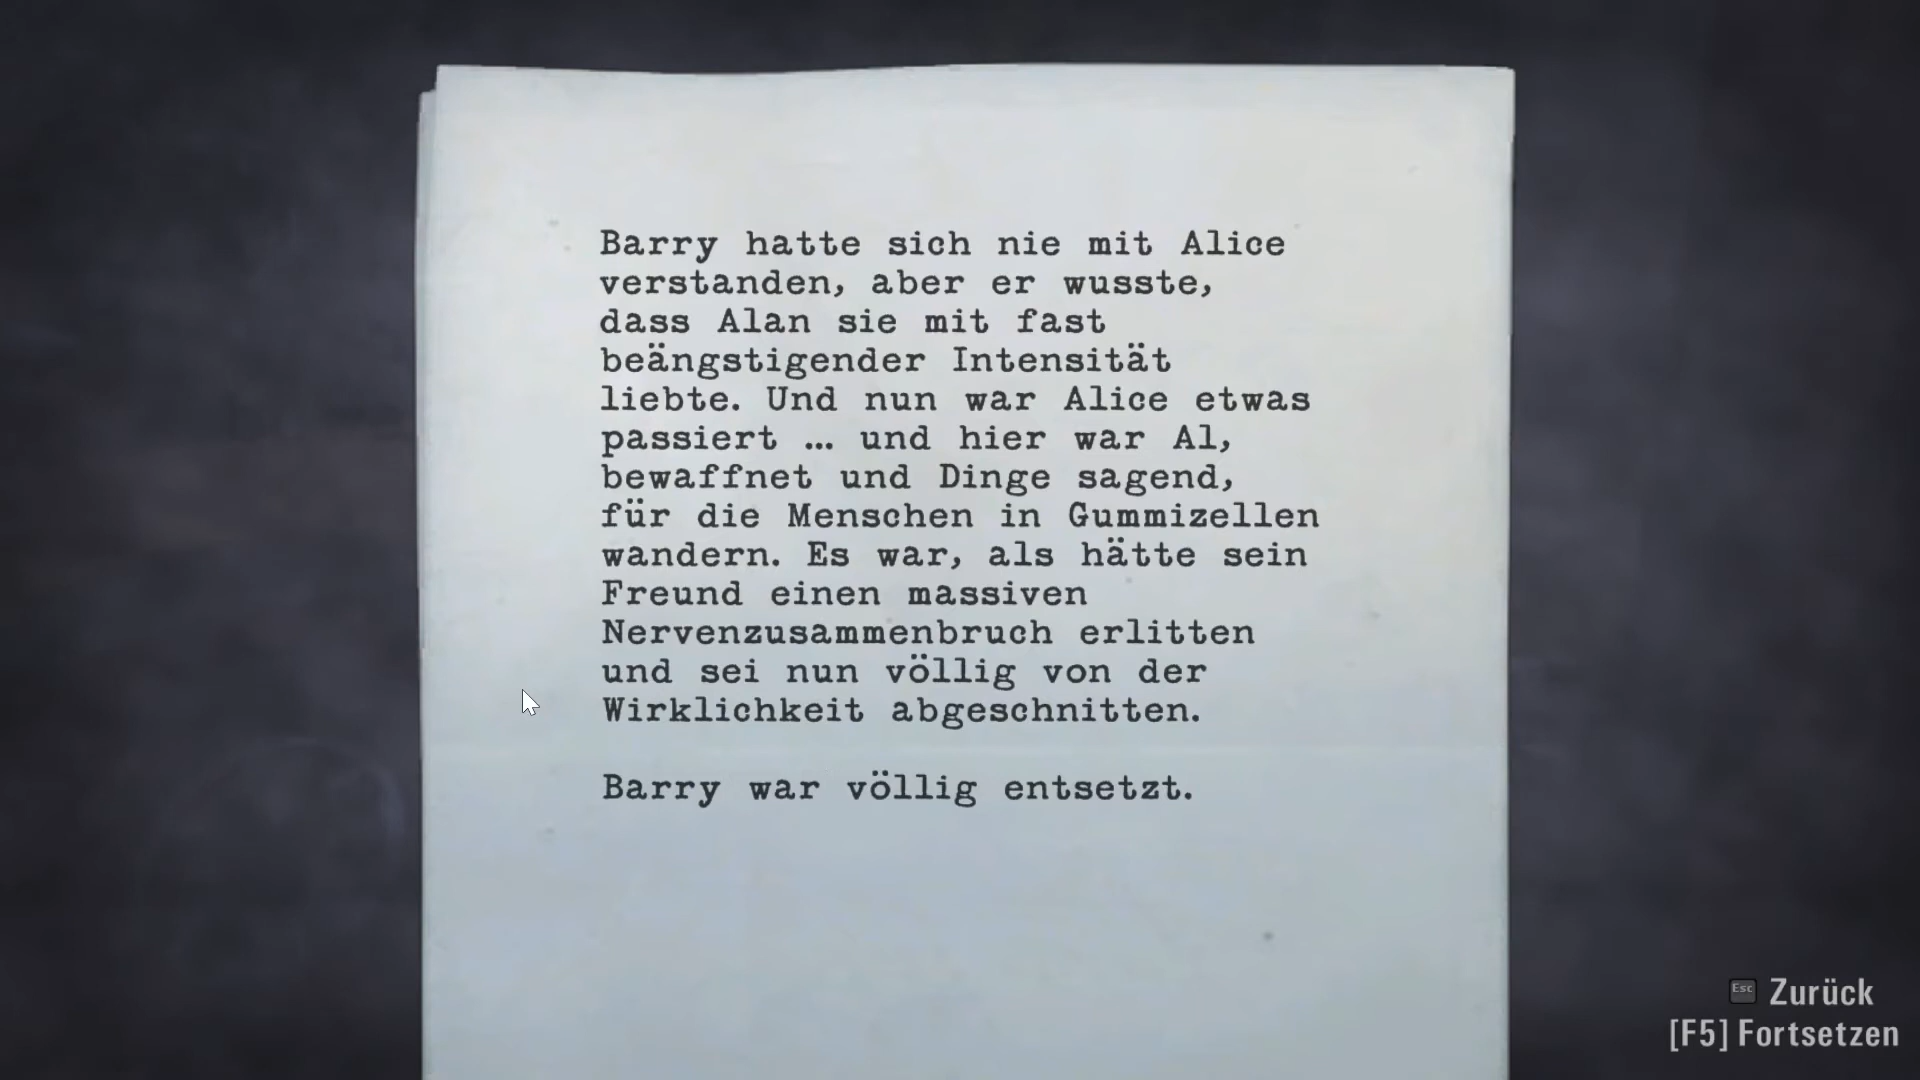 Barry hatte sich nie mit Alice
verstanden, aber er wusste,
dass Alan sie mit fast
beängstigender Intensität
liebte. Und nun war Alice etwas
passiert … und hier war Al,
bewaffnet und Dinge sagend,
für die Menschen in Gummizellen
wandern. Es war, als hätte sein
Freund einen massiven
Nervenzusammenbruch erlitten
und sei nun völlig von der
Wirklichkeit abgeschnitten.
Barry war völlig entsetzt.
Esc Zurück
[F5] Fortsetzen